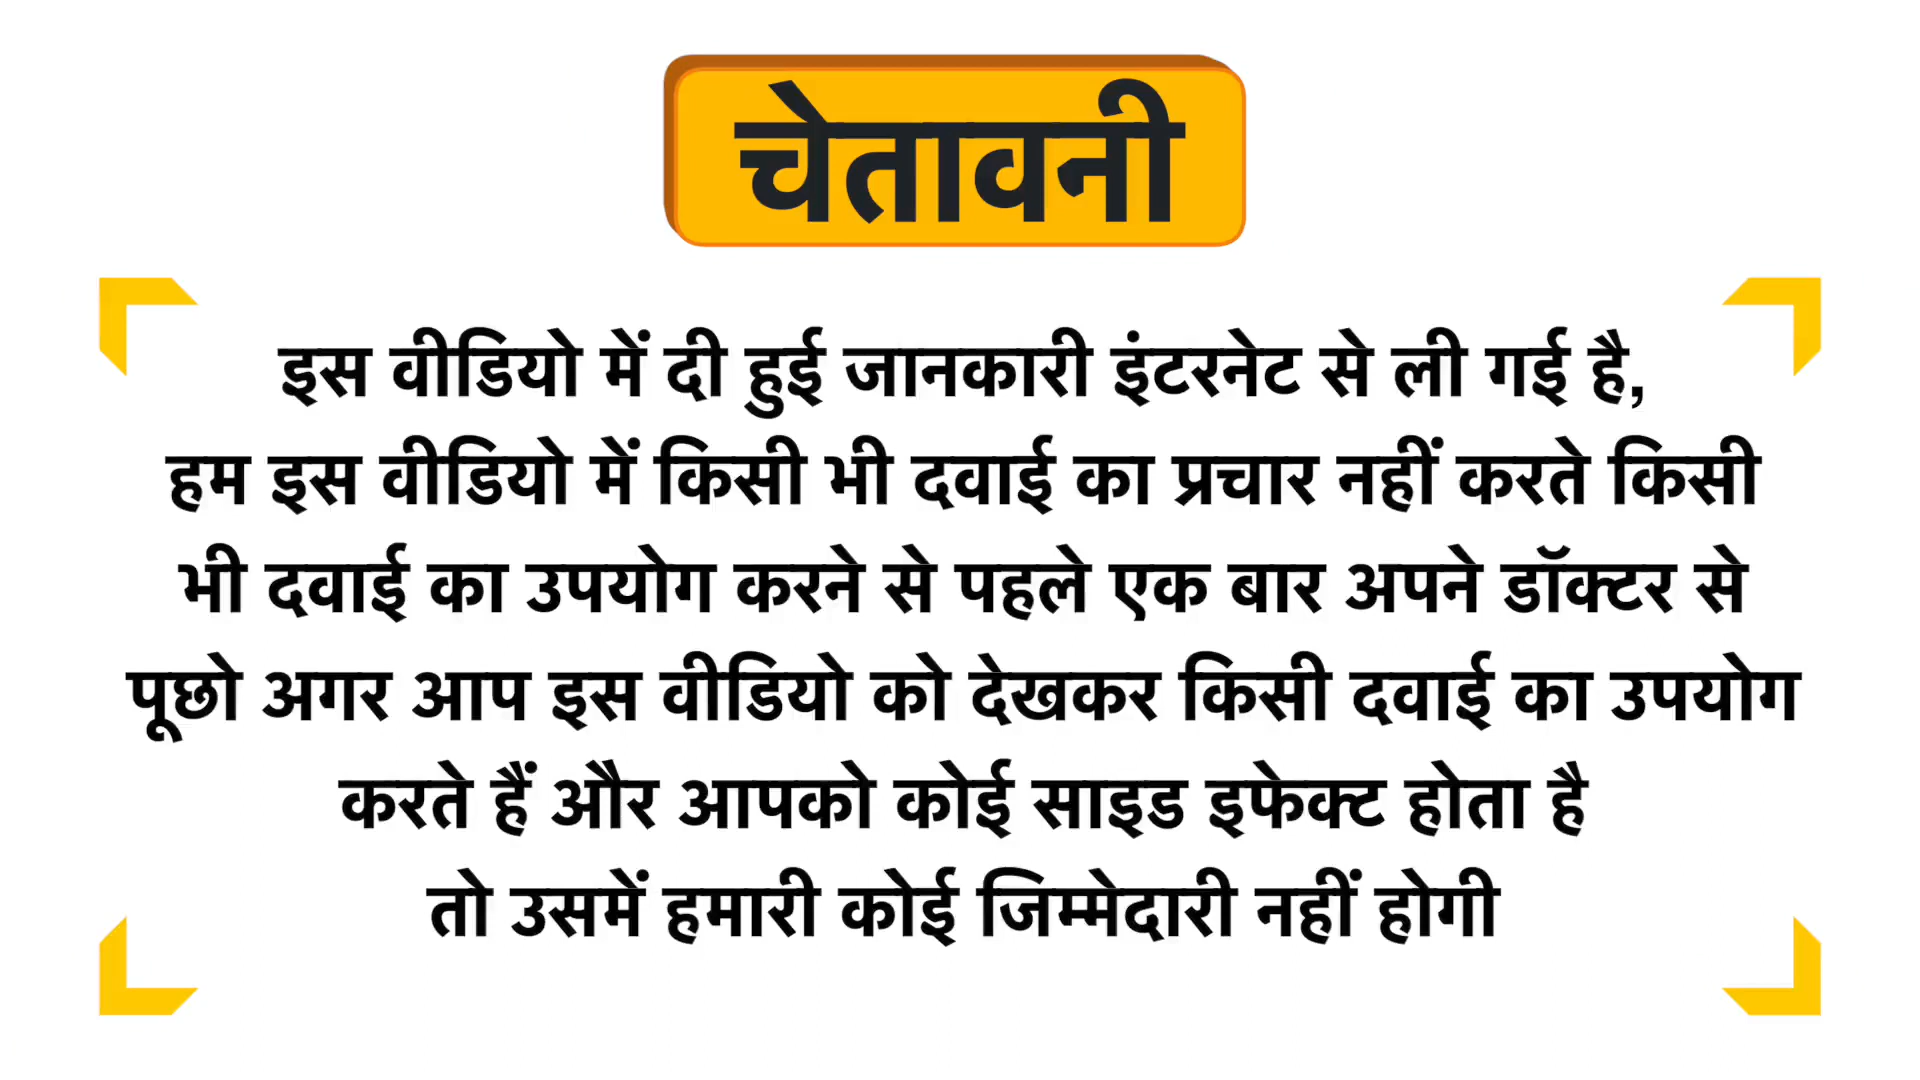 चेतावनी
इस वीडियो में दी हुई जानकारी इंटरनेट से ली गई है,
हम इस वीडियो में किसी भी दवाई का प्रचार नहीं करते किसी
भी दवाई का उपयोग करने से पहले एक बार अपने डॉक्टर से
पूछो अगर आप इस वीडियो को देखकर किसी दवाई का उपयोग
करते हैं और आपको कोई साइड इफेक्ट होता है
तो उसमें हमारी कोई जिम्मेदारी नहीं होगी